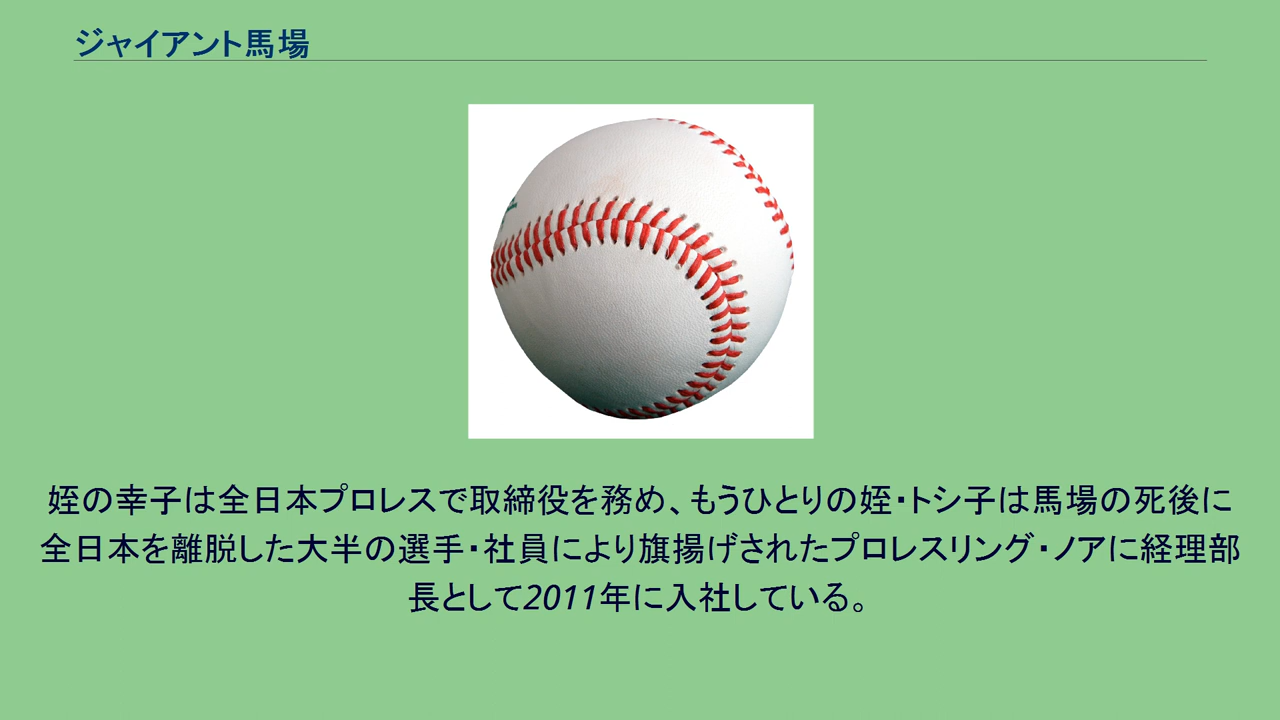 ジャイアント馬場
姪の幸子は全日本プロレスで取締役を務め、もうひとりの姪・トシ子は馬場の死後に
全日本を離脱した大半の選手・社員により旗揚げされたプロレスリング・ノアに経理部
長として2011年に入社している。